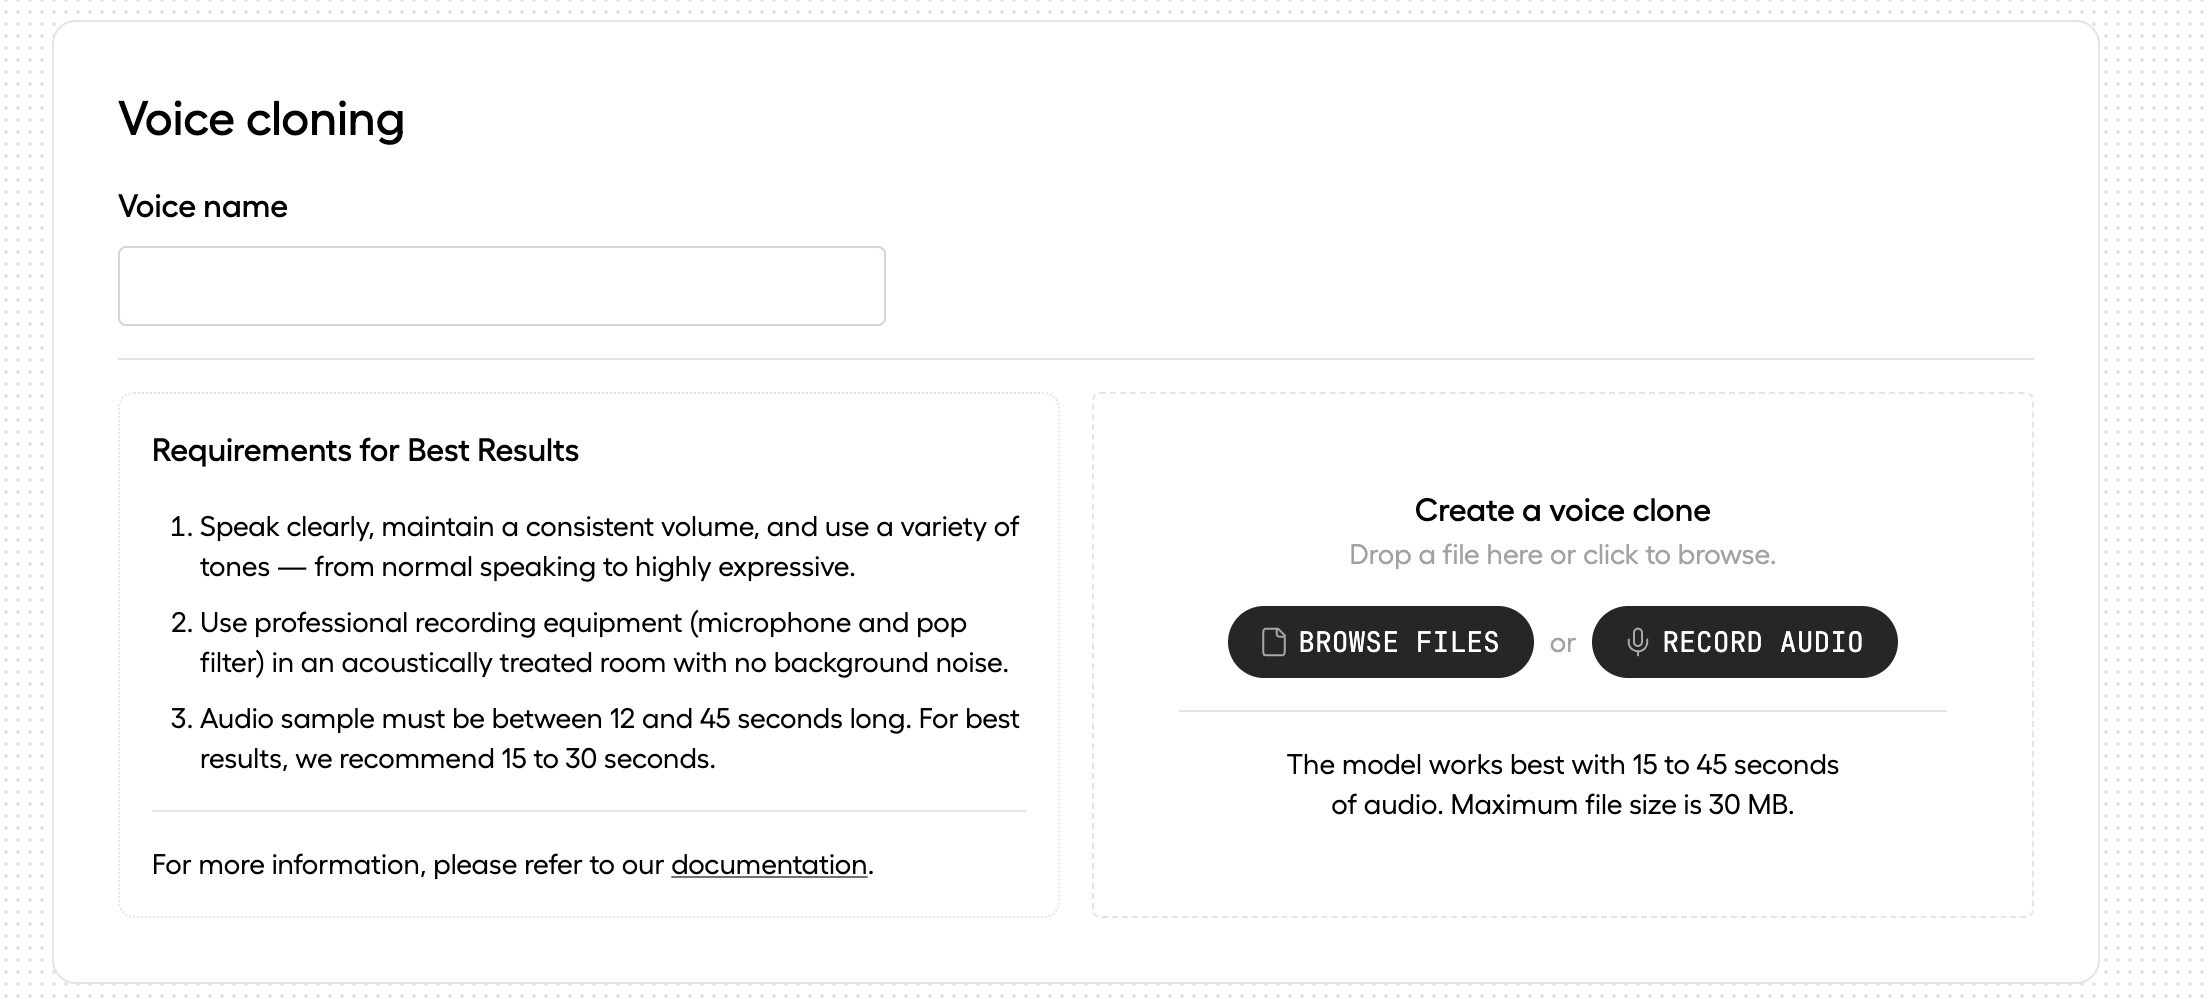 Voice cloning
Voice name
Requirements for Best Results
1. Speak clearly, maintain a consistent volume, and use a variety of
tones — from normal speaking to highly expressive.
2. Use professional recording equipment (microphone and pop
filter) in an acoustically treated room with no background noise.
3. Audio sample must be between 12 and 45 seconds long. For best
results, we recommend 15 to 30 seconds.
For more information, please refer to our documentation.
Create a voice clone
Drop a file here or click to browse.
BROWSE FILES or RECORD AUDIO
The model works best with 15 to 45 seconds
of audio. Maximum file size is 30 MB.